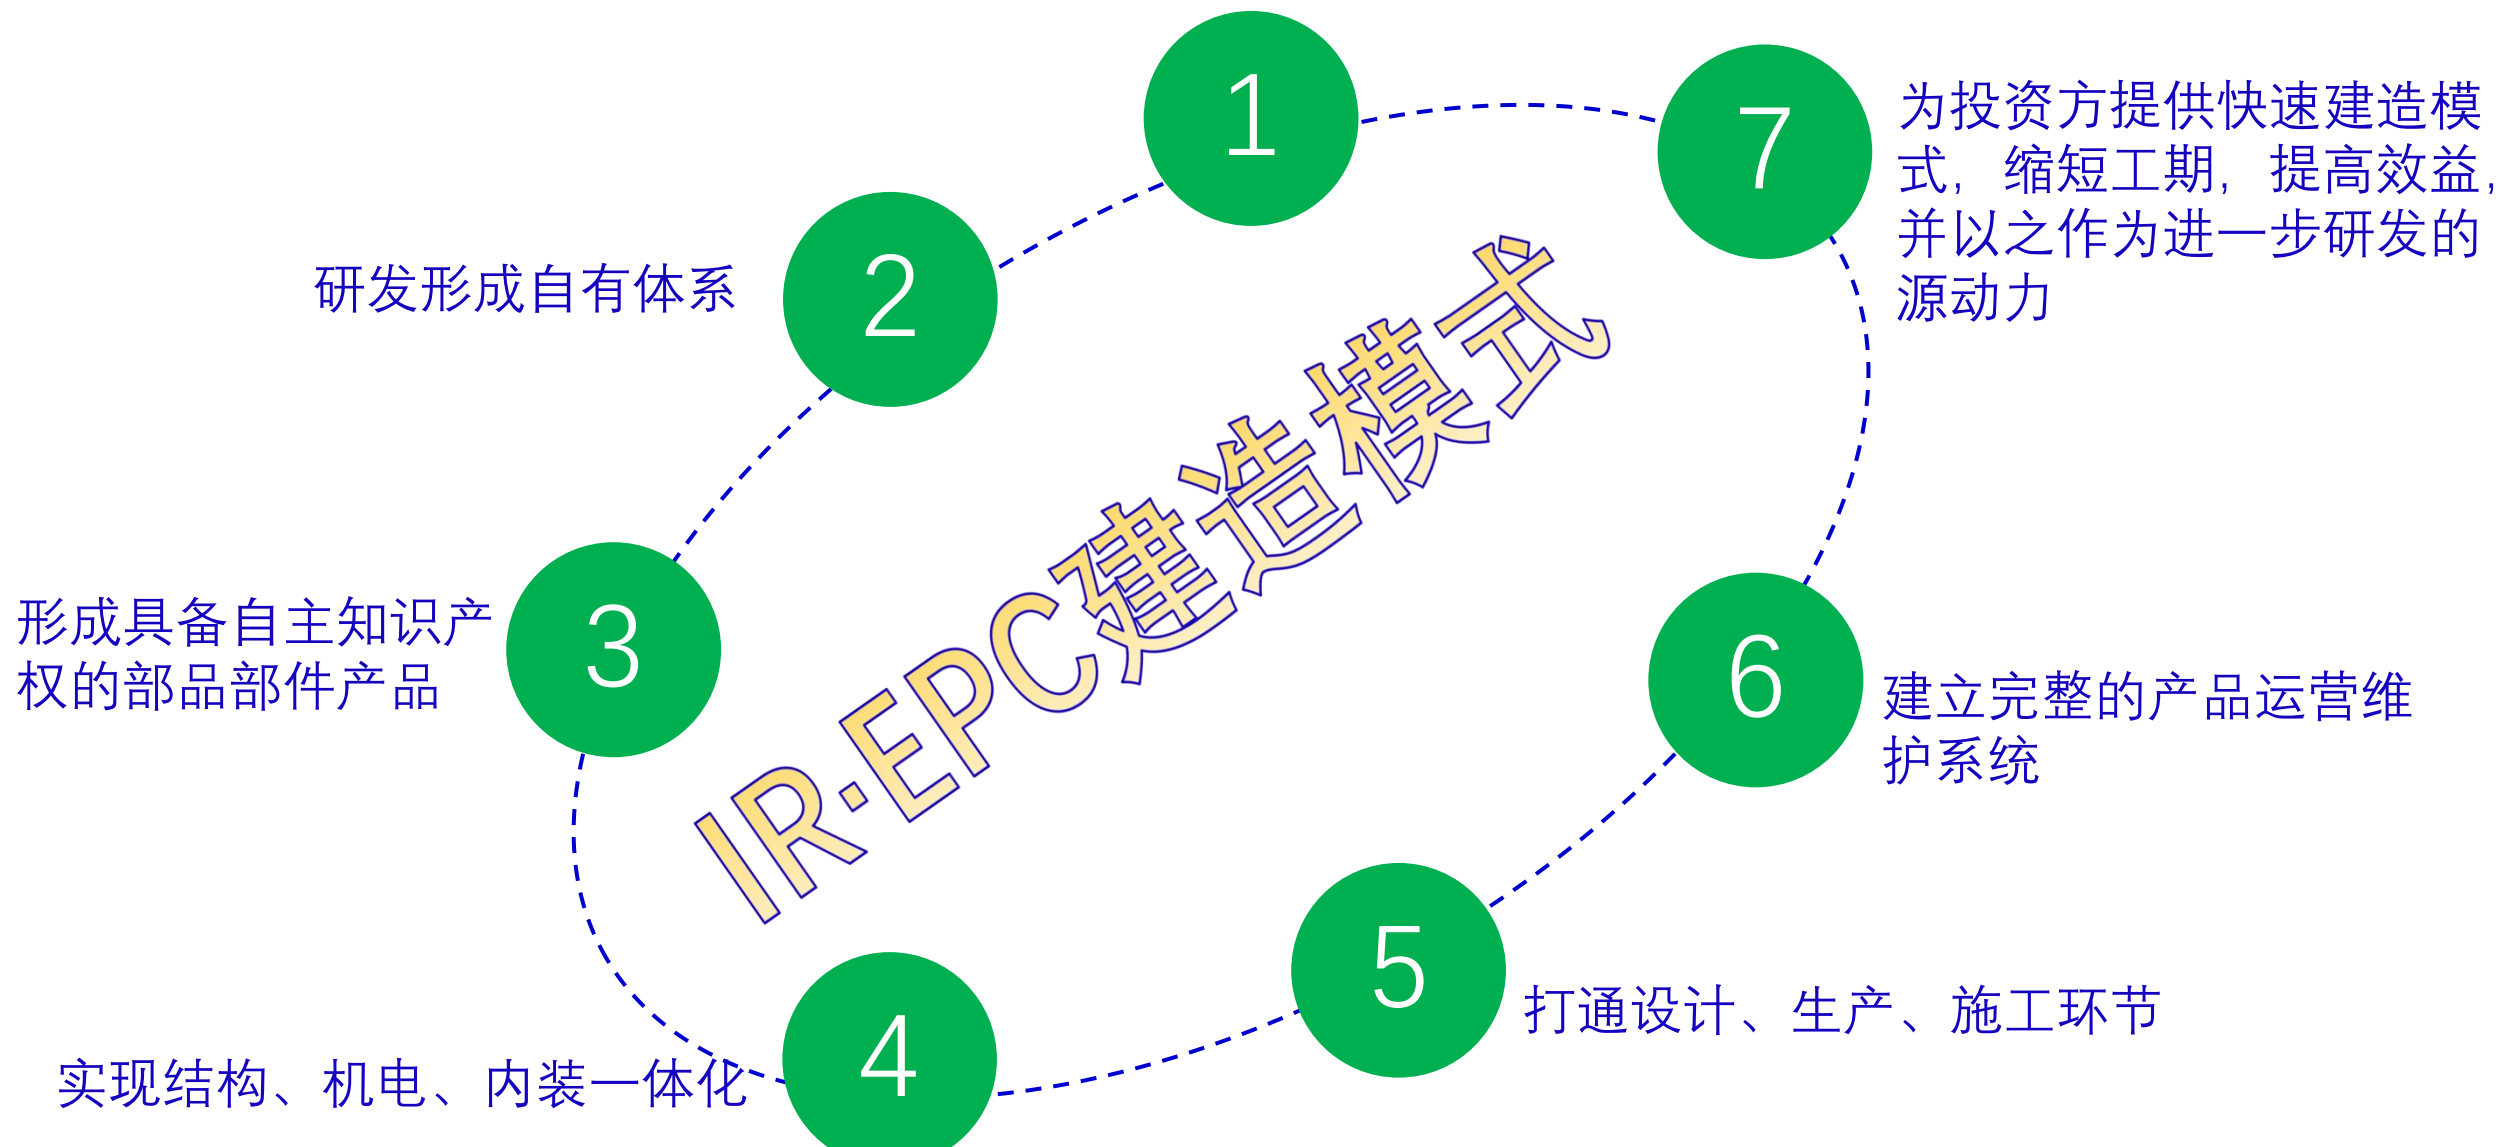 1
7
为投资方提供快速建造模
式，缩短工期，提高效益，
并以之作为进一步研发的
源动力
2
研发形成自有体系
IR·EPC建造模式
3
形成具备自主知识产
权的部品部件产品
6
建立完整的产品运营维
护系统
5
打通设计、生产、施工环节
4
实现结构、机电、内装一体化